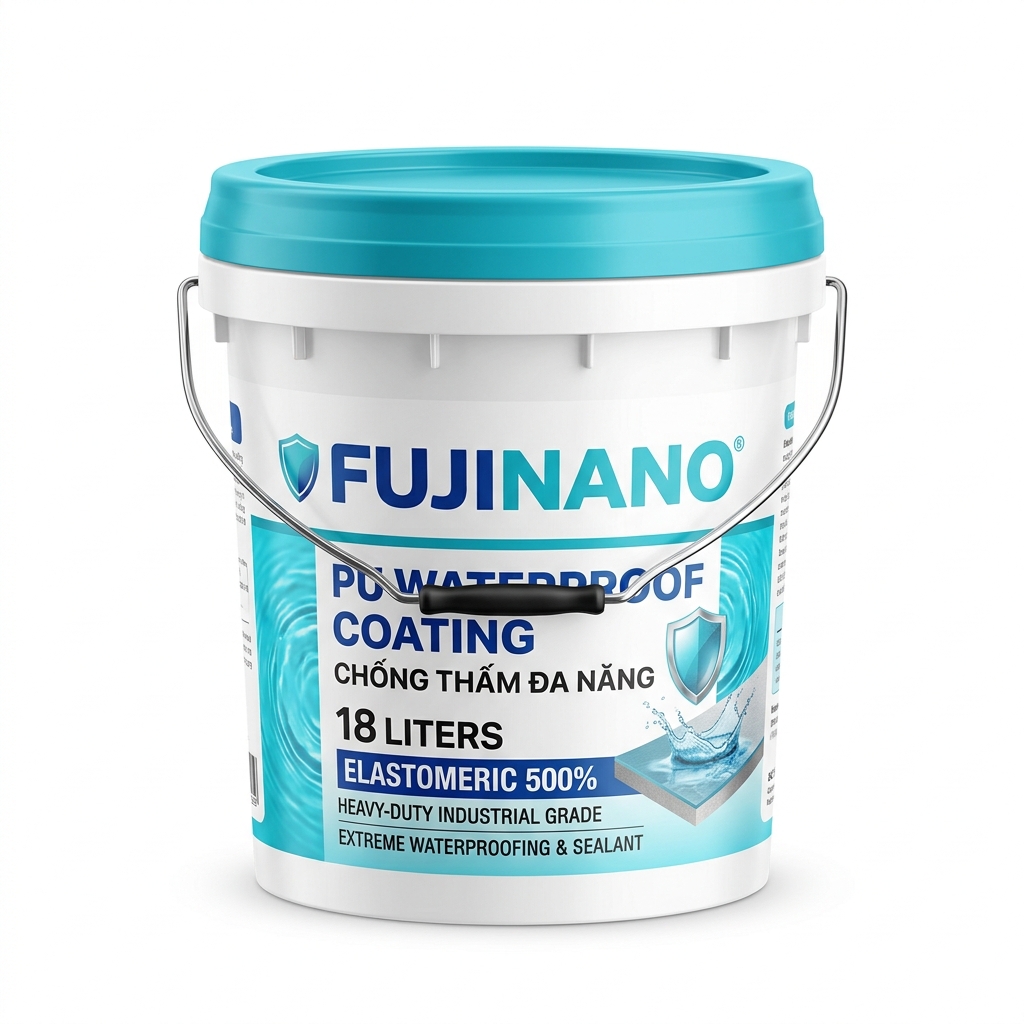 FUJINANO®
PU WATERPROOF
COATING
CHỐNG THẤM ĐA NĂNG
18 LITERS
ELASTOMERIC 500%
HEAVY-DUTY INDUSTRIAL GRADE
EXTREME WATERPROOFING & SEALANT